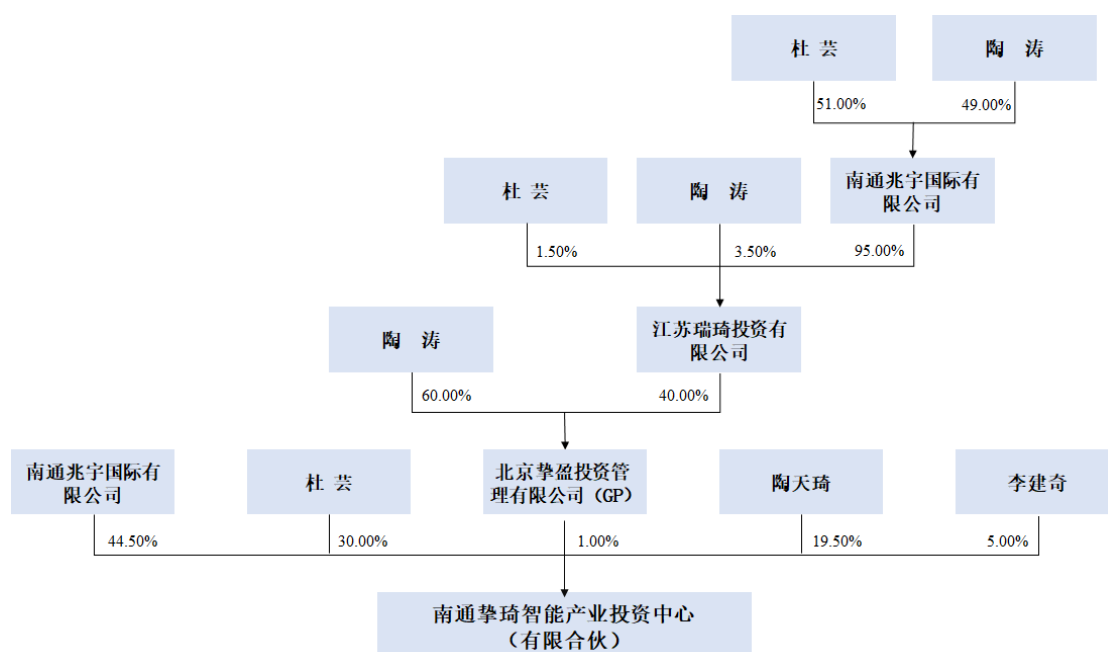 杜 芸
陶 涛
51.00%
49.00%
杜 芸
陶 涛
南通兆宇国际有
限公司
1.50%
3.50%
95.00%
陶 涛
江苏瑞琦投资有
限公司
60.00%
40.00%
南通兆宇国际有
限公司
杜 芸
北京挚盈投资管
理有限公司（GP）
陶天琦
李建奇
44.50%
30.00%
1.00%
19.50%
5.00%
南通挚琦智能产业投资中心
（有限合伙）